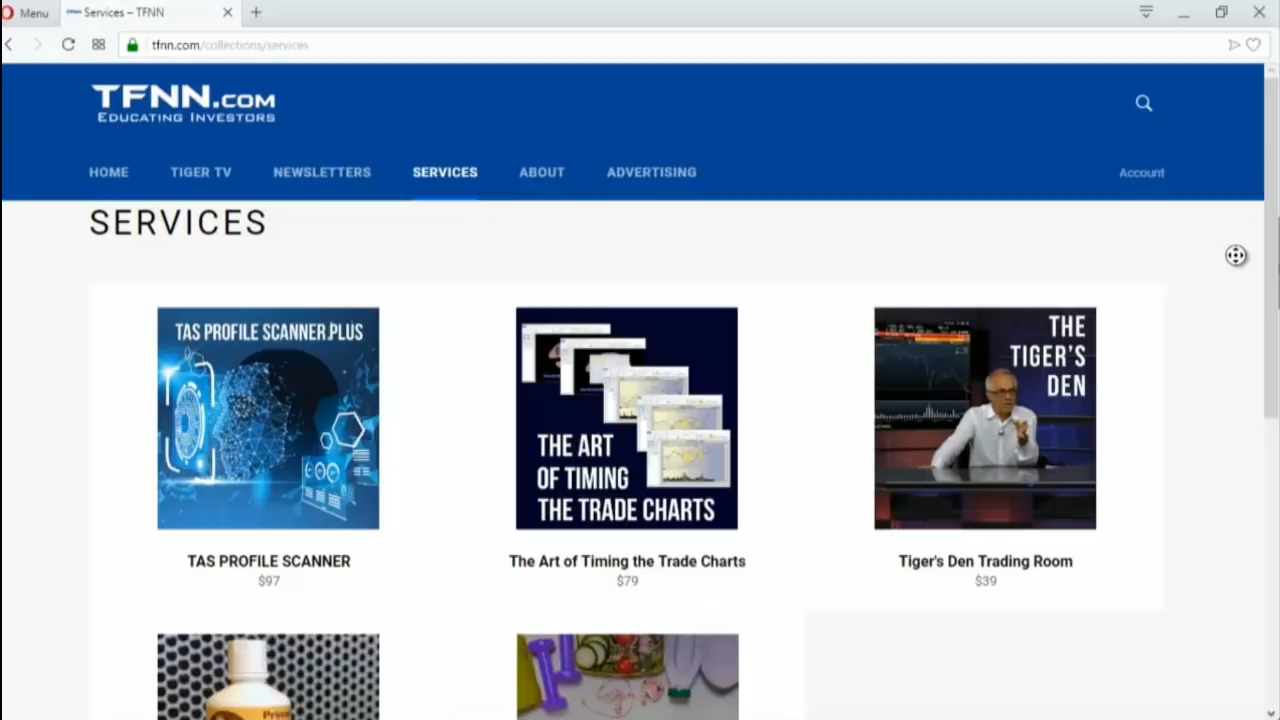 Menu
Services – TFNN
tfnn.com/collections/services
TFNN.COM
EDUCATING INVESTORS
HOME
TIGER TV
NEWSLETTERS
SERVICES
ABOUT
ADVERTISING
Account
SERVICES
TAS PROFILE SCANNER PLUS
THE ART
OF TIMING
THE TRADE CHARTS
THE
TIGER'S
DEN
TAS PROFILE SCANNER
$97
The Art of Timing the Trade Charts
$79
Tiger's Den Trading Room
$39